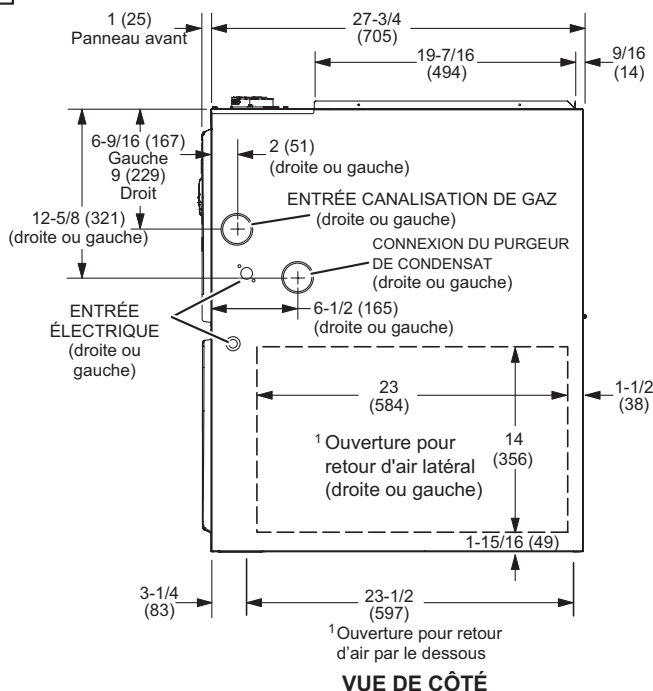 1 (25)
Panneau avant
27-3/4
(705)
19-7/16
(494)
9/16
(14)
6-9/16 (167)
Gauche
9 (229)
Droit
2 (51)
(droite ou gauche)
12-5/8 (321)
(droite ou gauche)
ENTRÉE CANALISATION DE GAZ
(droite ou gauche)
CONNEXION DU PURGEUR
DE CONDENSAT
(droite ou gauche)
ENTRÉE
ÉLECTRIQUE
(droite ou
gauche)
6-1/2 (165)
(droite ou gauche)
23
(584)
1-1/2
(38)
1 Ouverture pour
retour d'air latéral
(droite ou gauche)
14
(356)
1-15/16 (49)
3-1/4
(83)
23-1/2
(597)
1 Ouverture pour retour
d'air par le dessous
VUE DE CÔTÉ